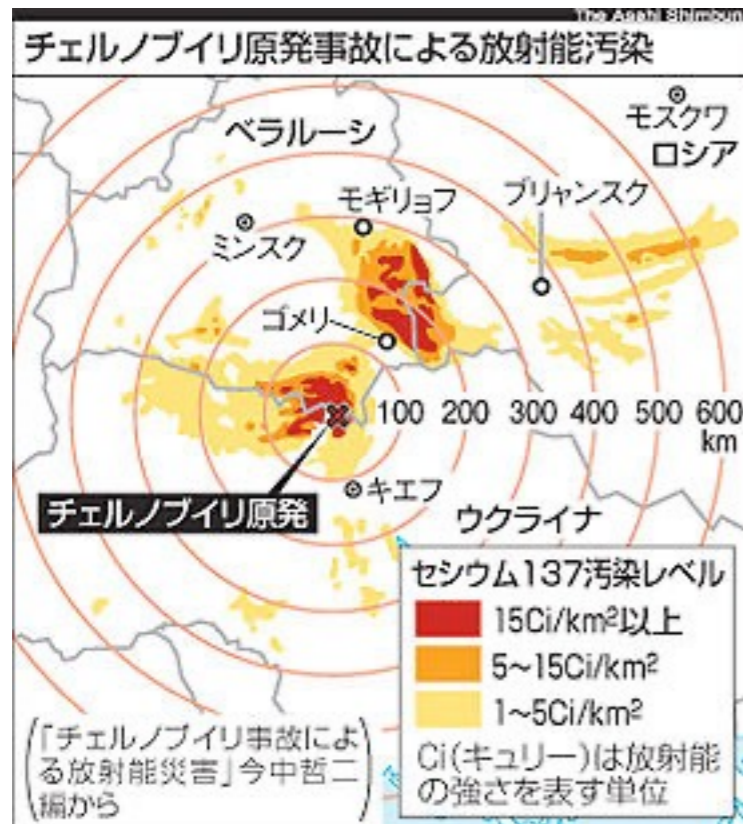 The Asahi Shimbun
チェルノブイリ原発事故による放射能汚染
モスクワ
ロシア
ベラルーシ
モギリョフ
ブリャンスク
ミンスク
ゴメリ
100 200 300 400 500 600
km
キエフ
チェルノブイリ原発
ウクライナ
セシウム137汚染レベル
15Ci/km²以上
5~15Ci/km²
1~5Ci/km²
Ci(キュリー)は放射能
の強さを表す単位
(「チェルノブイリ事故によ
る放射能災害」今中哲二
編から)